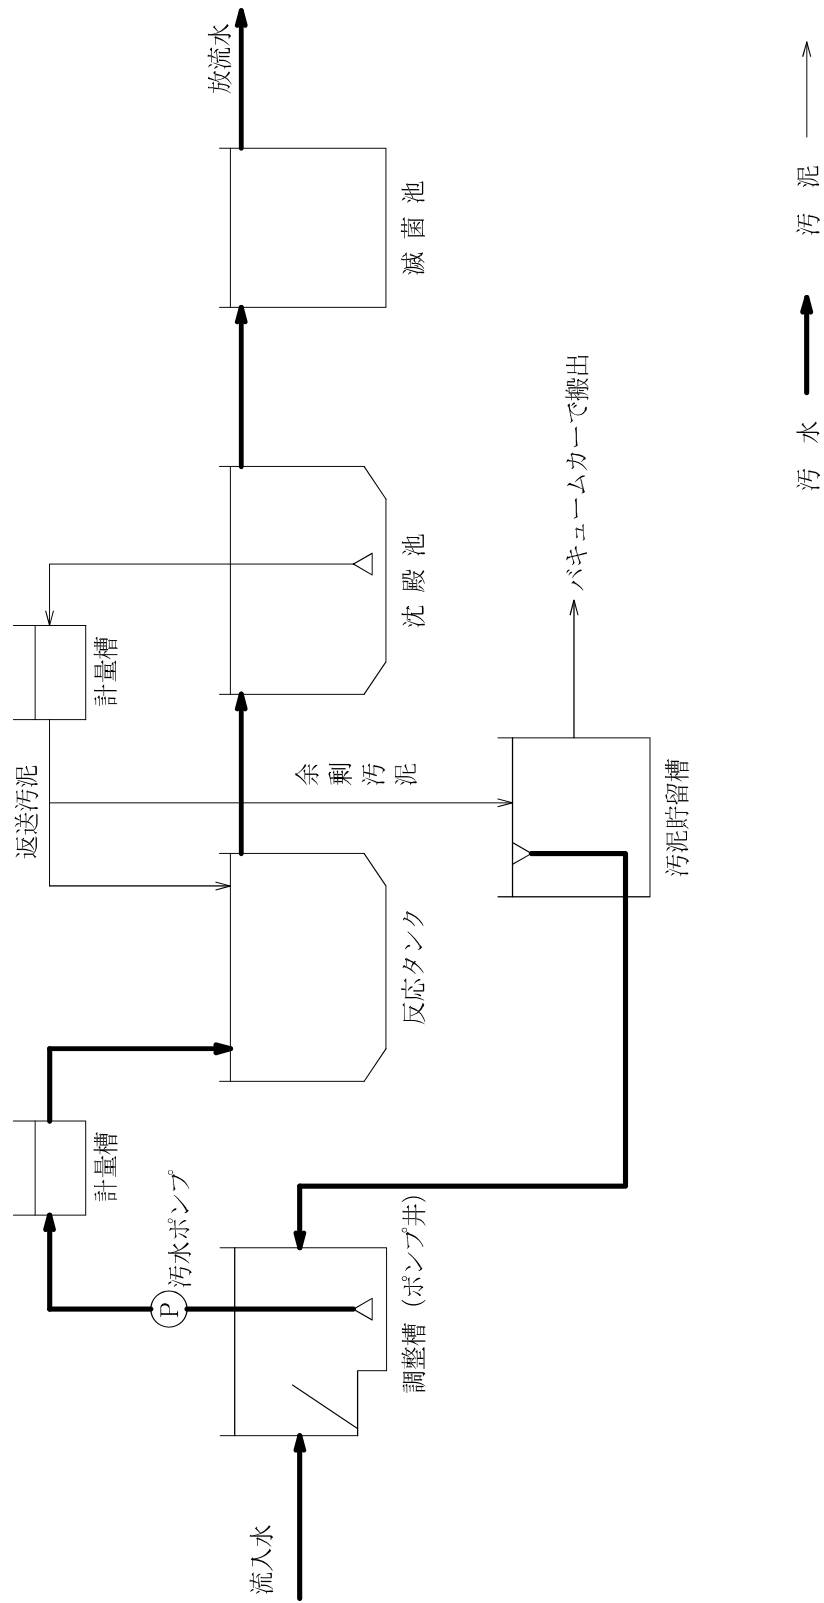 流入水
調整槽（ポンプ井）
P
汚水ポンプ
計量槽
反応タンク
返送汚泥
計量槽
余剰汚泥
沈殿池
滅菌池
放流水
汚泥貯留槽
バキュームカーで搬出
汚水
汚泥